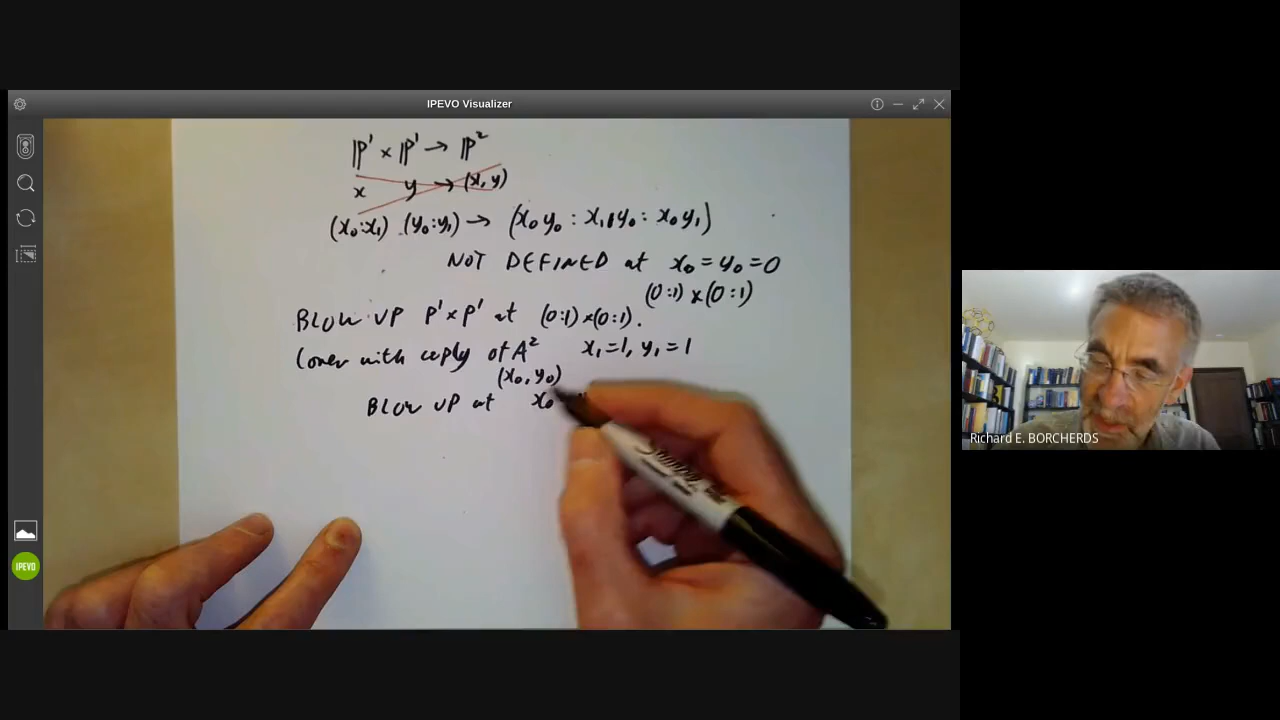 IPEVO Visualizer
ℙ¹ × ℙ¹ → ℙ²
x y → (x, y)
(x₀:x₁) (y₀:y₁) → (x₀y₀ : x₁y₀ : x₀y₁)
NOT DEFINED at x₀ = y₀ = 0
(0:1) × (0:1)
BLOW UP P¹×P¹ at (0:1)×(0:1).
Cover with coply of A² x₁=1, y₁=1
(x₀, y₀)
BLOW UP at x₀
Richard E. BORCHERDS
IPEVO